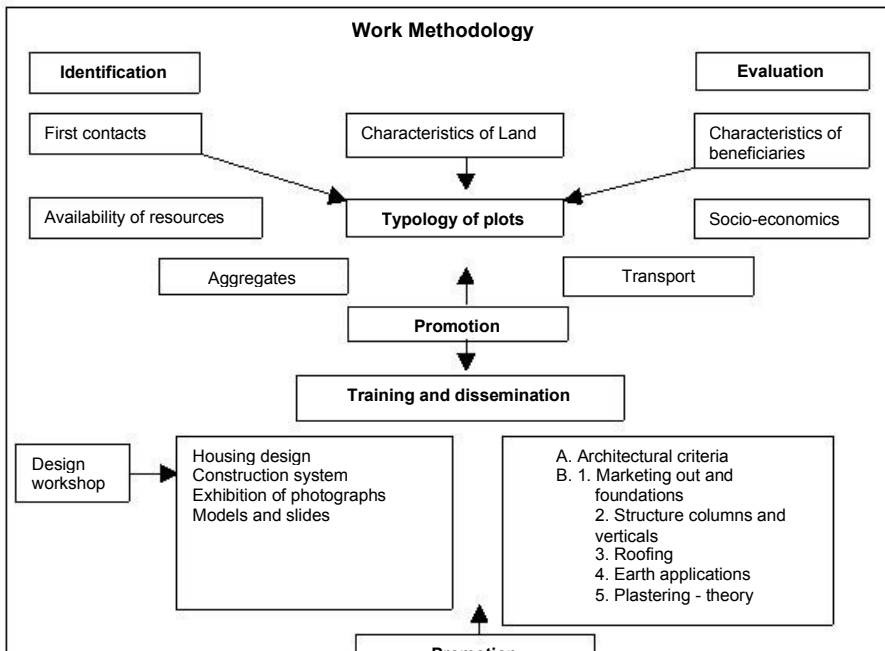 Work Methodology
Identification
Evaluation
First contacts
Characteristics of Land
Characteristics of
beneficiaries
Availability of resources
Typology of plots
Socio-economics
Aggregates
Transport
Promotion
Training and dissemination
Design
workshop
Housing design
Construction system
Exhibition of photographs
Models and slides
A. Architectural criteria
B. 1. Marketing out and
foundations
2. Structure columns and
verticals
3. Roofing
4. Earth applications
5. Plastering - theory
Promotion